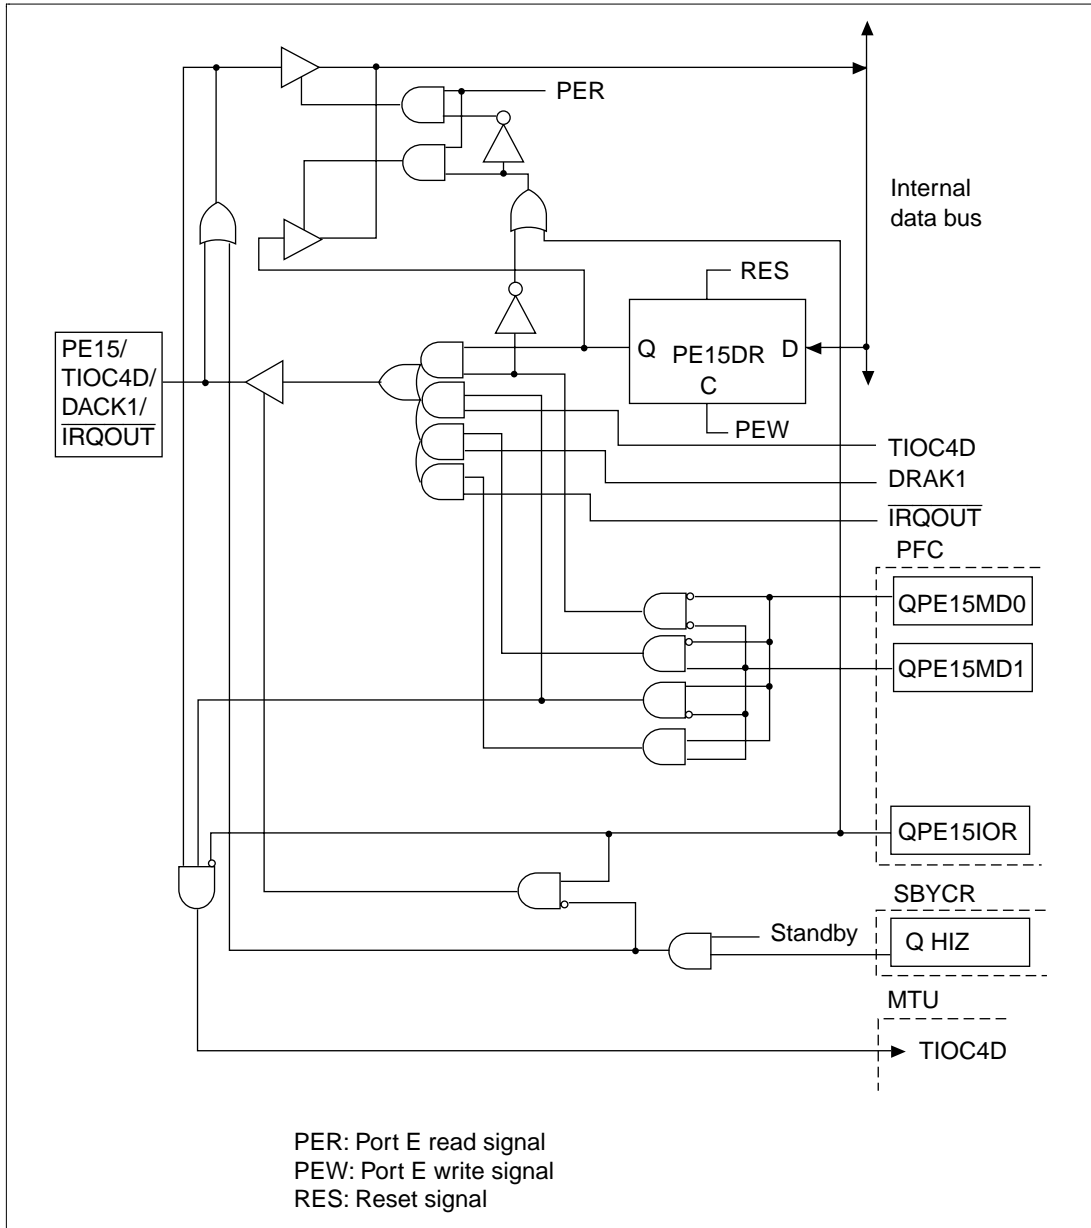 PER
Internal
data bus
RES
PE15/
TIOC4D/
DACK1/
IRQOUT
Q PE15DR D
C
PEW
TIOC4D
DRAK1
IRQOUT
PFC
QPE15MD0
QPE15MD1
QPE15IOR
SBYCR
Standby
Q HIZ
MTU
TIOC4D
PER: Port E read signal
PEW: Port E write signal
RES: Reset signal